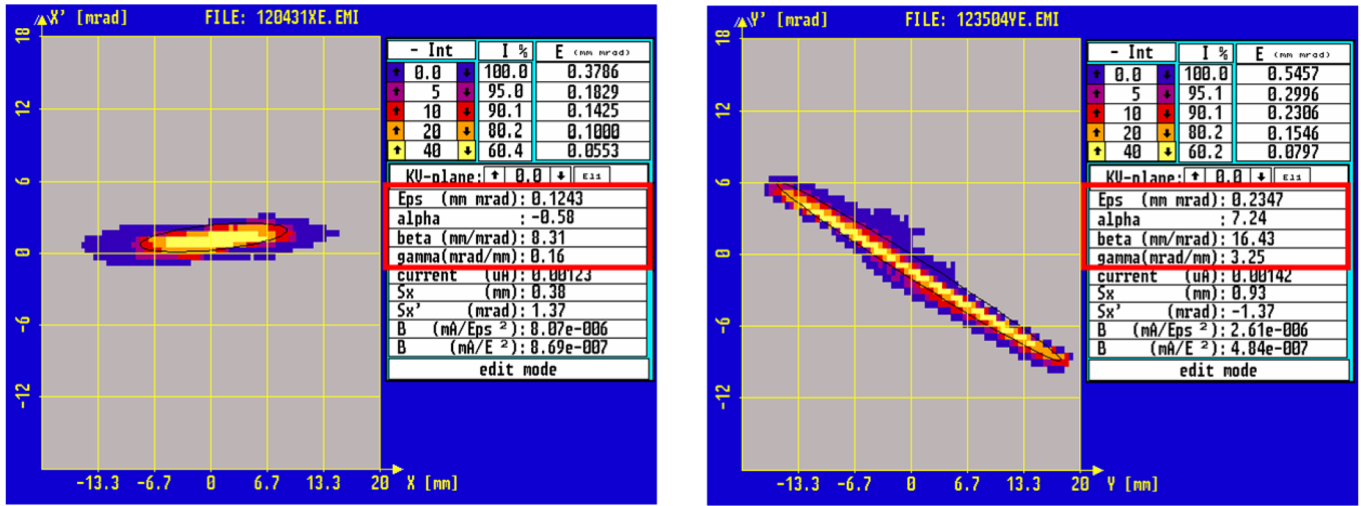 X' [mrad] FILE: 120431XE.EMI
18
12
6
0
-6
-12
-13.3 -6.7 0 6.7 13.3 20 X [mm]
- Int I % E (mm mrad)
0.0 100.0 0.3786
5 95.0 0.1829
10 90.1 0.1425
20 80.2 0.1000
40 60.4 0.0553
KV-plane: 0.0 Ell
Eps (mm mrad): 0.1243
alpha : -0.58
beta (mm/mrad): 8.31
gamma(mrad/mm): 0.16
current (uA): 0.00123
Sx (mm): 0.38
Sx' (mrad): 1.37
B (mA/Eps ²): 8.07e-006
B (mA/E ²): 8.69e-007
edit mode
Y' [mrad] FILE: 123504YE.EMI
18
12
6
0
-6
-12
-13.3 -6.7 0 6.7 13.3 20 Y [mm]
- Int I % E (mm mrad)
0.0 100.0 0.5457
5 95.1 0.2996
10 90.1 0.2306
20 80.2 0.1546
40 60.2 0.0797
KV-plane: 0.0 Ell
Eps (mm mrad): 0.2347
alpha : 7.24
beta (mm/mrad): 16.43
gamma(mrad/mm): 3.25
current (uA): 0.00142
Sx (mm): 0.93
Sx' (mrad): -1.37
B (mA/Eps ²): 2.61e-006
B (mA/E ²): 4.84e-007
edit mode